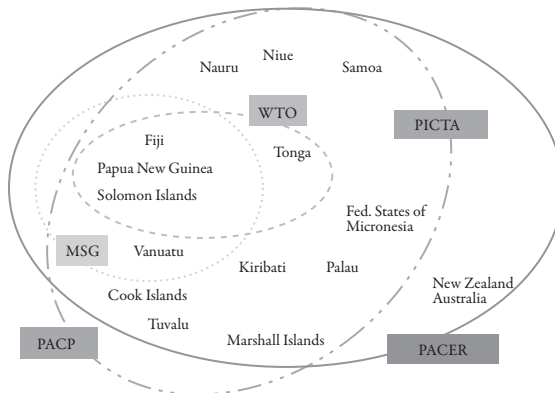 Niue
Nauru
Samoa
WTO
PICTA
Fiji
Tonga
Papua New Guinea
Solomon Islands
Fed. States of
Micronesia
MSG
Vanuatu
Kiribati
Palau
New Zealand
Australia
Cook Islands
Tuvalu
Marshall Islands
PACP
PACER